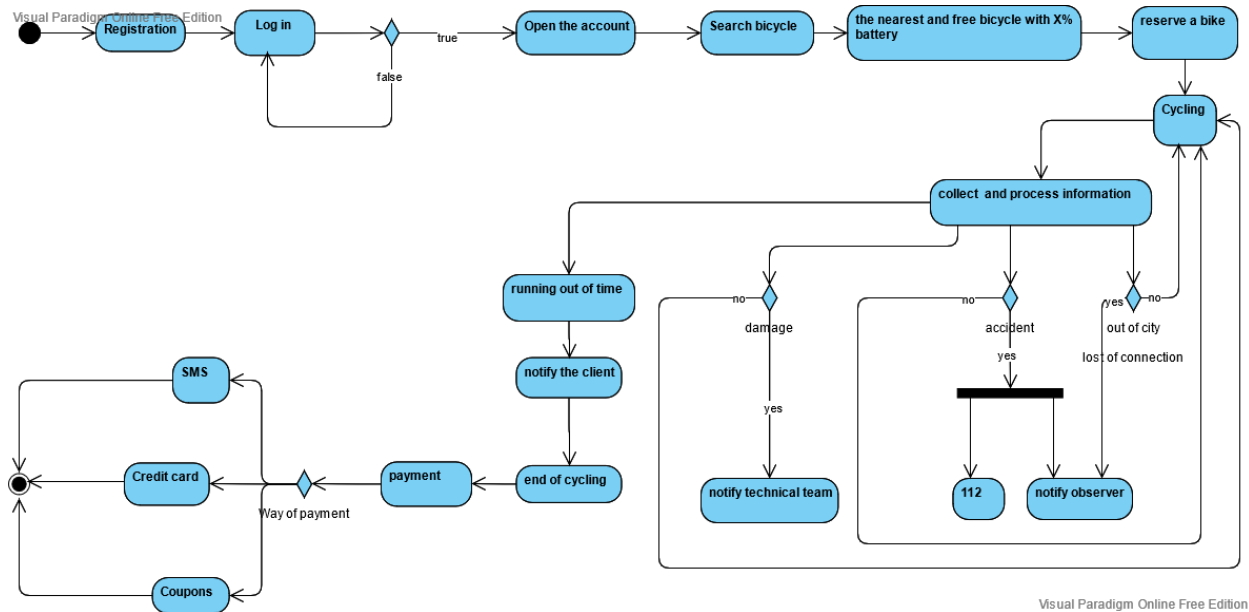 Visual Paradigm Online Free Edition
Registration
Log in
true
false
Open the account
Search bicycle
the nearest and free bicycle with X%
battery
reserve a bike
Cycling
collect and process information
running out of time
no
damage
yes
no
accident
yes
yes
no
out of city
lost of connection
notify the client
SMS
Credit card
Way of payment
payment
end of cycling
notify technical team
112
notify observer
Coupons
Visual Paradigm Online Free Edition